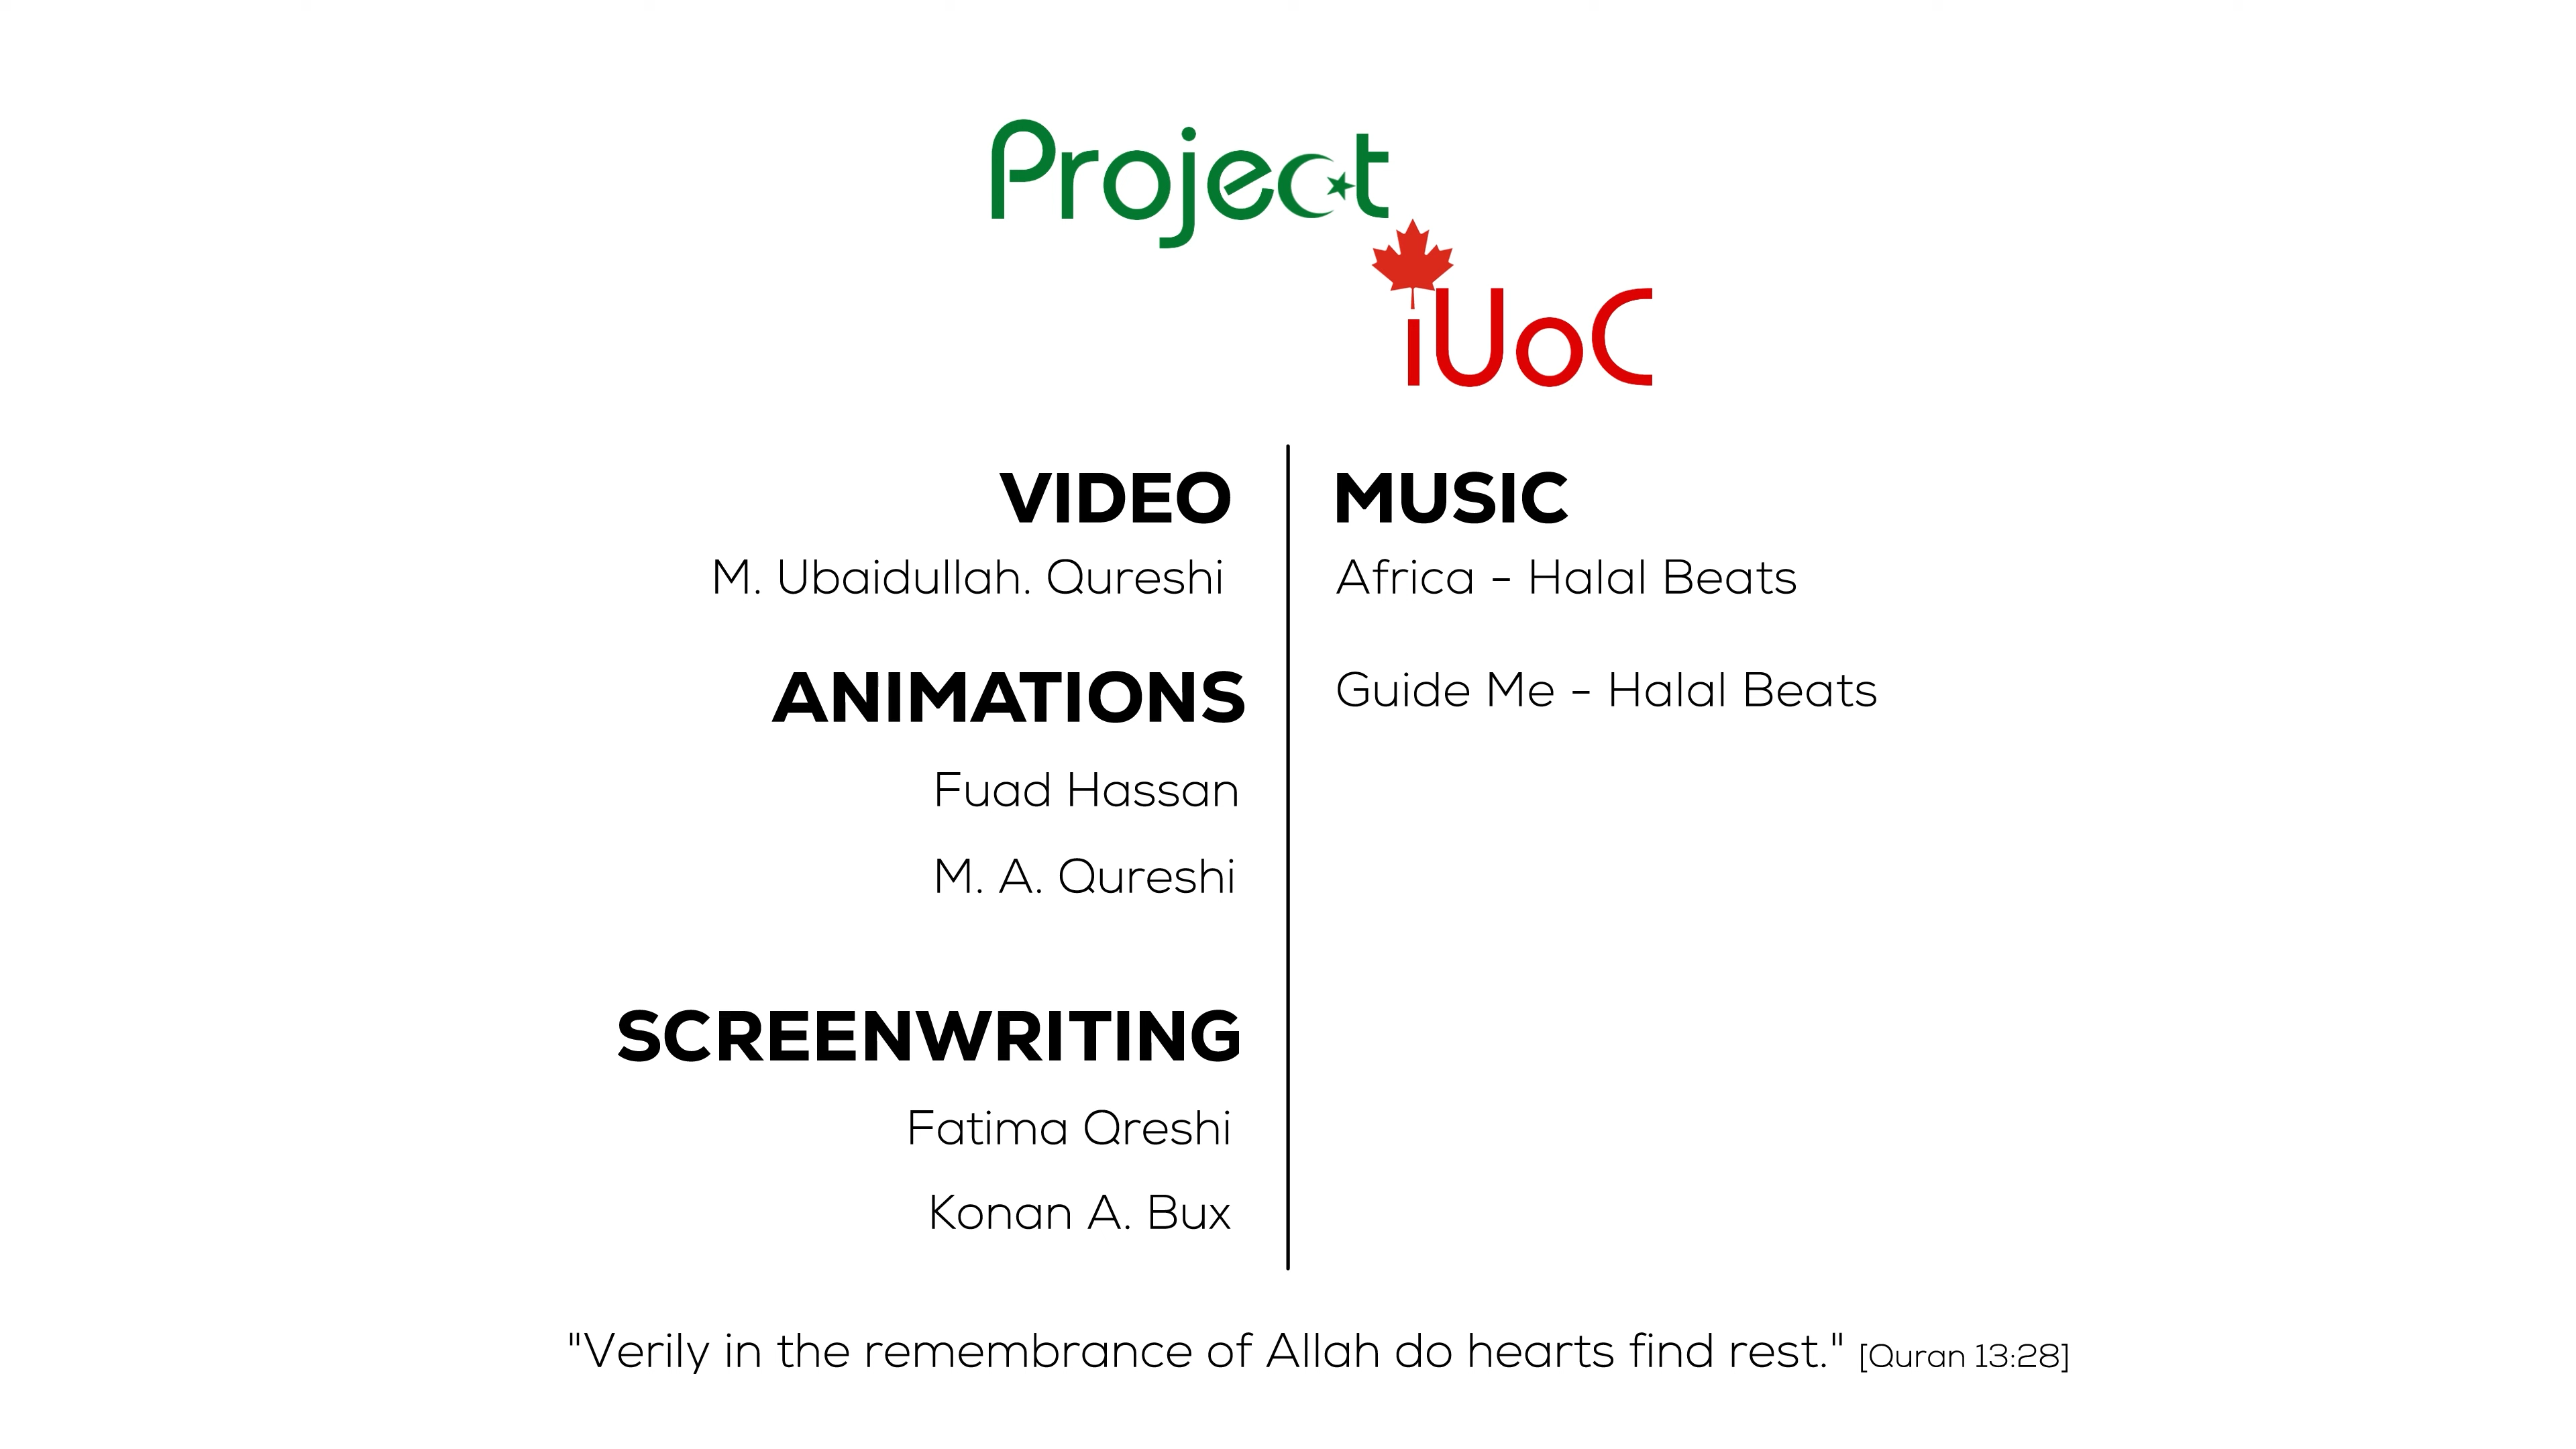 Project
iUoC
VIDEO
M. Ubaidullah. Qureshi
ANIMATIONS
Fuad Hassan
M. A. Qureshi
SCREENWRITING
Fatima Qreshi
Konan A. Bux
MUSIC
Africa - Halal Beats
Guide Me - Halal Beats
"Verily in the remembrance of Allah do hearts find rest." [Quran 13:28]